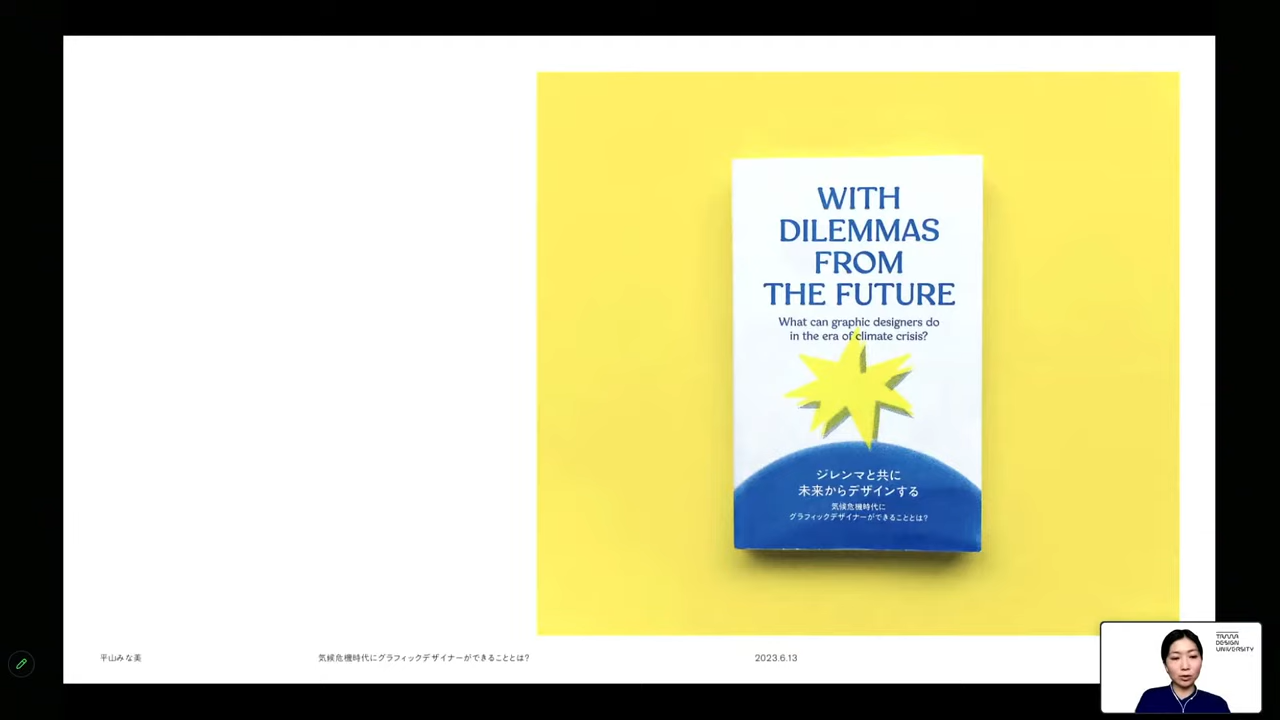 WITH
DILEMMAS
FROM
THE FUTURE
What can graphic designers do
in the era of climate crisis?
ジレンマと共に
未来からデザインする
気候危機時代に
グラフィックデザイナーができることとは?
平山みな美
気候危機時代にグラフィックデザイナーができることとは?
2023.6.13
TAMA
DESIGN
UNIVERSITY